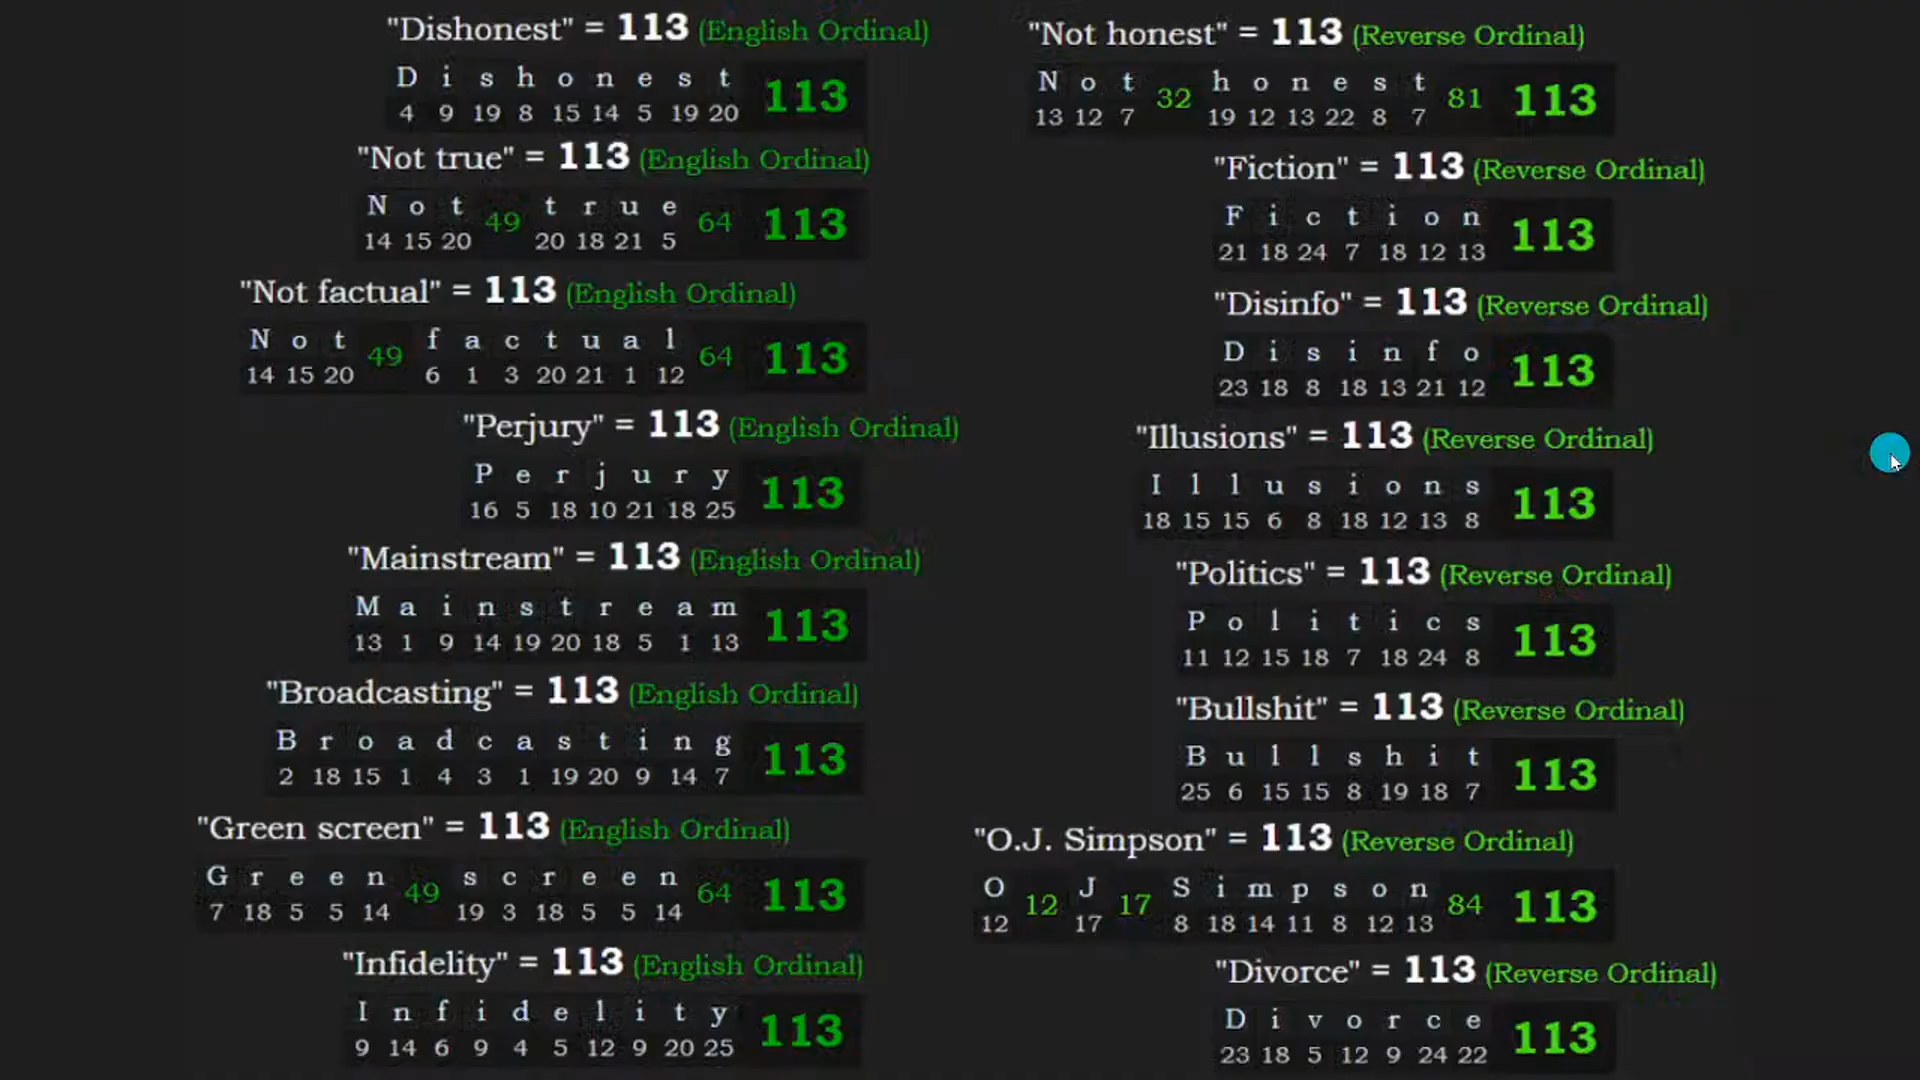 "Dishonest" = 113 (English Ordinal)
D i s h o n e s t
4 9 19 8 15 14 5 19 20 113
"Not true" = 113 (English Ordinal)
N o t 49 t r u e 64 113
14 15 20 20 18 21 5
"Not factual" = 113 (English Ordinal)
N o t 49 f a c t u a l 64 113
14 15 20 6 1 3 20 21 1 12
"Perjury" = 113 (English Ordinal)
P e r j u r y 113
16 5 18 10 21 18 25
"Mainstream" = 113 (English Ordinal)
M a i n s t r e a m 113
13 1 9 14 19 20 18 5 1 13
"Broadcasting" = 113 (English Ordinal)
B r o a d c a s t i n g 113
2 18 15 1 4 3 1 19 20 9 14 7
"Green screen" = 113 (English Ordinal)
G r e e n 49 s c r e e n 64 113
7 18 5 5 14 19 3 18 5 5 14
"Infidelity" = 113 (English Ordinal)
I n f i d e l i t y 113
9 14 6 9 4 5 12 9 20 25
"Not honest" = 113 (Reverse Ordinal)
N o t 32 h o n e s t 81 113
13 12 7 19 12 13 22 8 7
"Fiction" = 113 (Reverse Ordinal)
F i c t i o n 113
21 18 24 7 18 12 13
"Disinfo" = 113 (Reverse Ordinal)
D i s i n f o 113
23 18 8 18 13 21 12
"Illusions" = 113 (Reverse Ordinal)
I l l u s i o n s 113
18 15 15 6 8 18 12 13 8
"Politics" = 113 (Reverse Ordinal)
P o l i t i c s 113
11 12 15 18 7 18 24 8
"Bullshit" = 113 (Reverse Ordinal)
B u l l s h i t 113
25 6 15 15 8 19 18 7
"O.J. Simpson" = 113 (Reverse Ordinal)
O 12 J 17 S i m p s o n 84 113
12 17 8 18 14 11 8 12 13
"Divorce" = 113 (Reverse Ordinal)
D i v o r c e 113
23 18 5 12 9 24 22